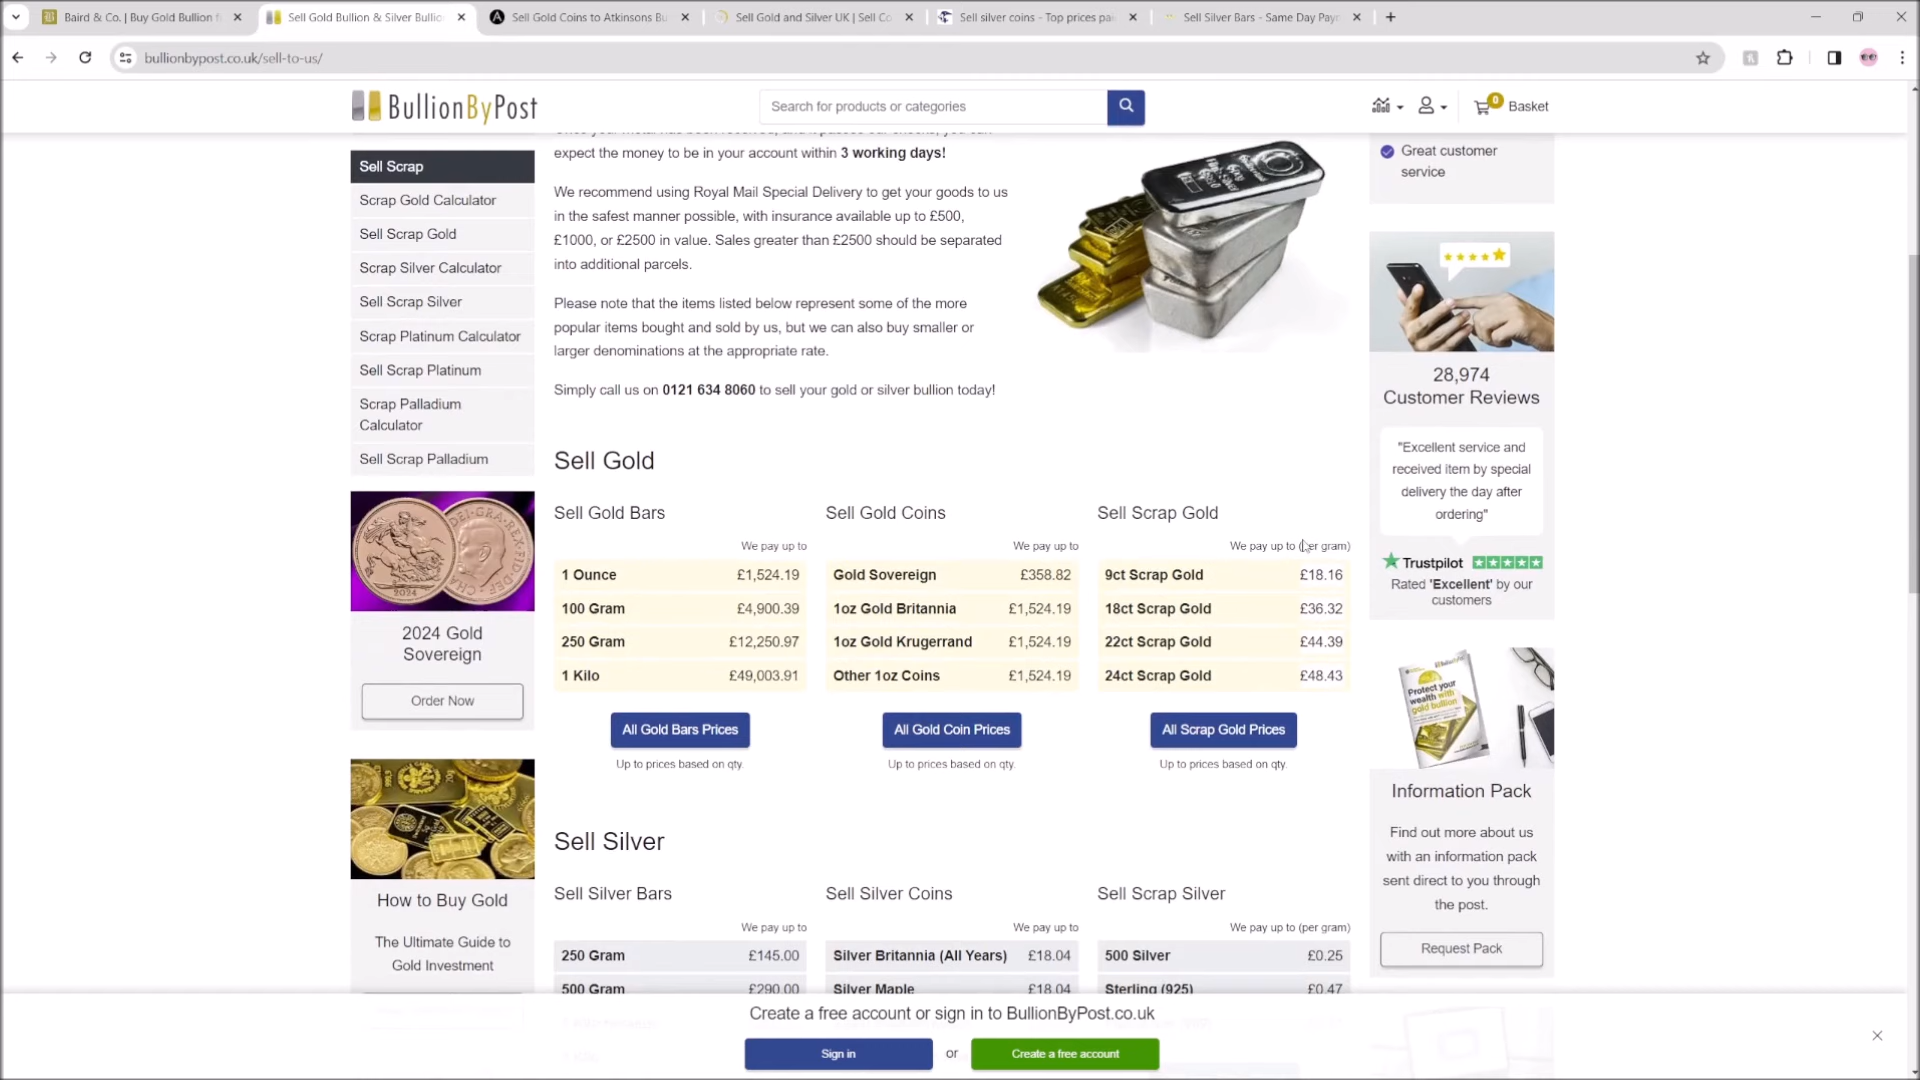 Baird & Co. | Buy Gold Bullion f
Sell Gold Bullion & Silver Bullio
Sell Gold Coins to Atkinsons Bu
Sell Gold and Silver UK | Sell Co
Sell silver coins - Top prices pai
Sell Silver Bars - Same Day Payr
bullionbypost.co.uk/sell-to-us/
BullionByPost
Search for products or categories
0
Basket
Sell Scrap
Scrap Gold Calculator
Sell Scrap Gold
Scrap Silver Calculator
Sell Scrap Silver
Scrap Platinum Calculator
Sell Scrap Platinum
Scrap Palladium
Calculator
Sell Scrap Palladium
2024 Gold
Sovereign
Order Now
How to Buy Gold
The Ultimate Guide to
Gold Investment
expect the money to be in your account within 3 working days!
We recommend using Royal Mail Special Delivery to get your goods to us
in the safest manner possible, with insurance available up to £500,
£1000, or £2500 in value. Sales greater than £2500 should be separated
into additional parcels.
Please note that the items listed below represent some of the more
popular items bought and sold by us, but we can also buy smaller or
larger denominations at the appropriate rate.
Simply call us on 0121 634 8060 to sell your gold or silver bullion today!
Sell Gold
Sell Gold Bars
We pay up to
1 Ounce £1,524.19
100 Gram £4,900.39
250 Gram £12,250.97
1 Kilo £49,003.91
All Gold Bars Prices
Up to prices based on qty.
Sell Gold Coins
We pay up to
Gold Sovereign £358.82
1oz Gold Britannia £1,524.19
1oz Gold Krugerrand £1,524.19
Other 1oz Coins £1,524.19
All Gold Coin Prices
Up to prices based on qty.
Sell Scrap Gold
We pay up to (per gram)
9ct Scrap Gold £18.16
18ct Scrap Gold £36.32
22ct Scrap Gold £44.39
24ct Scrap Gold £48.43
All Scrap Gold Prices
Up to prices based on qty.
Sell Silver
Sell Silver Bars
We pay up to
250 Gram £145.00
500 Gram £290.00
Sell Silver Coins
We pay up to
Silver Britannia (All Years) £18.04
Silver Maple £18.04
Sell Scrap Silver
We pay up to (per gram)
500 Silver £0.25
Sterling (925) £0.47
Great customer
service
28,974
Customer Reviews
"Excellent service and
received item by special
delivery the day after
ordering"
Trustpilot
Rated 'Excellent' by our
customers
Protect your
wealth with
gold bullion
Information Pack
Find out more about us
with an information pack
sent direct to you through
the post.
Request Pack
Create a free account or sign in to BullionByPost.co.uk
Sign in
or
Create a free account